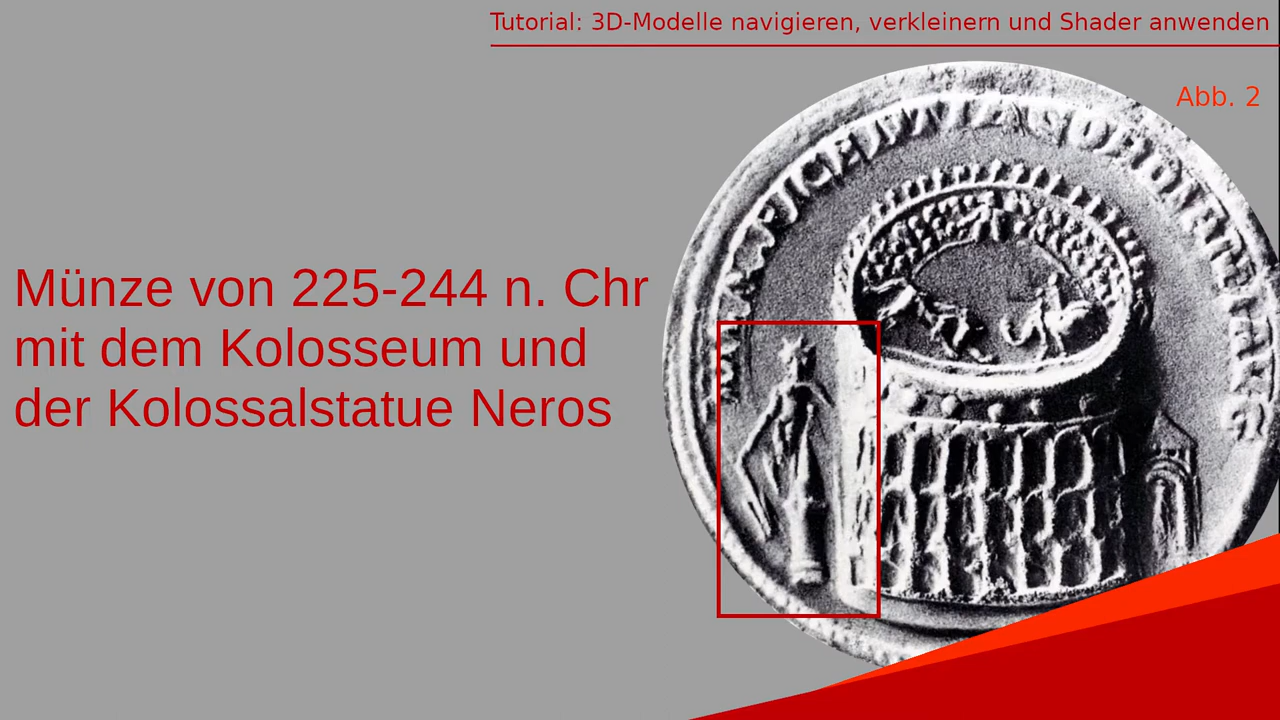 Tutorial: 3D-Modelle navigieren, verkleinern und Shader anwenden
Abb. 2
Münze von 225-244 n. Chr
mit dem Kolosseum und
der Kolossalstatue Neros